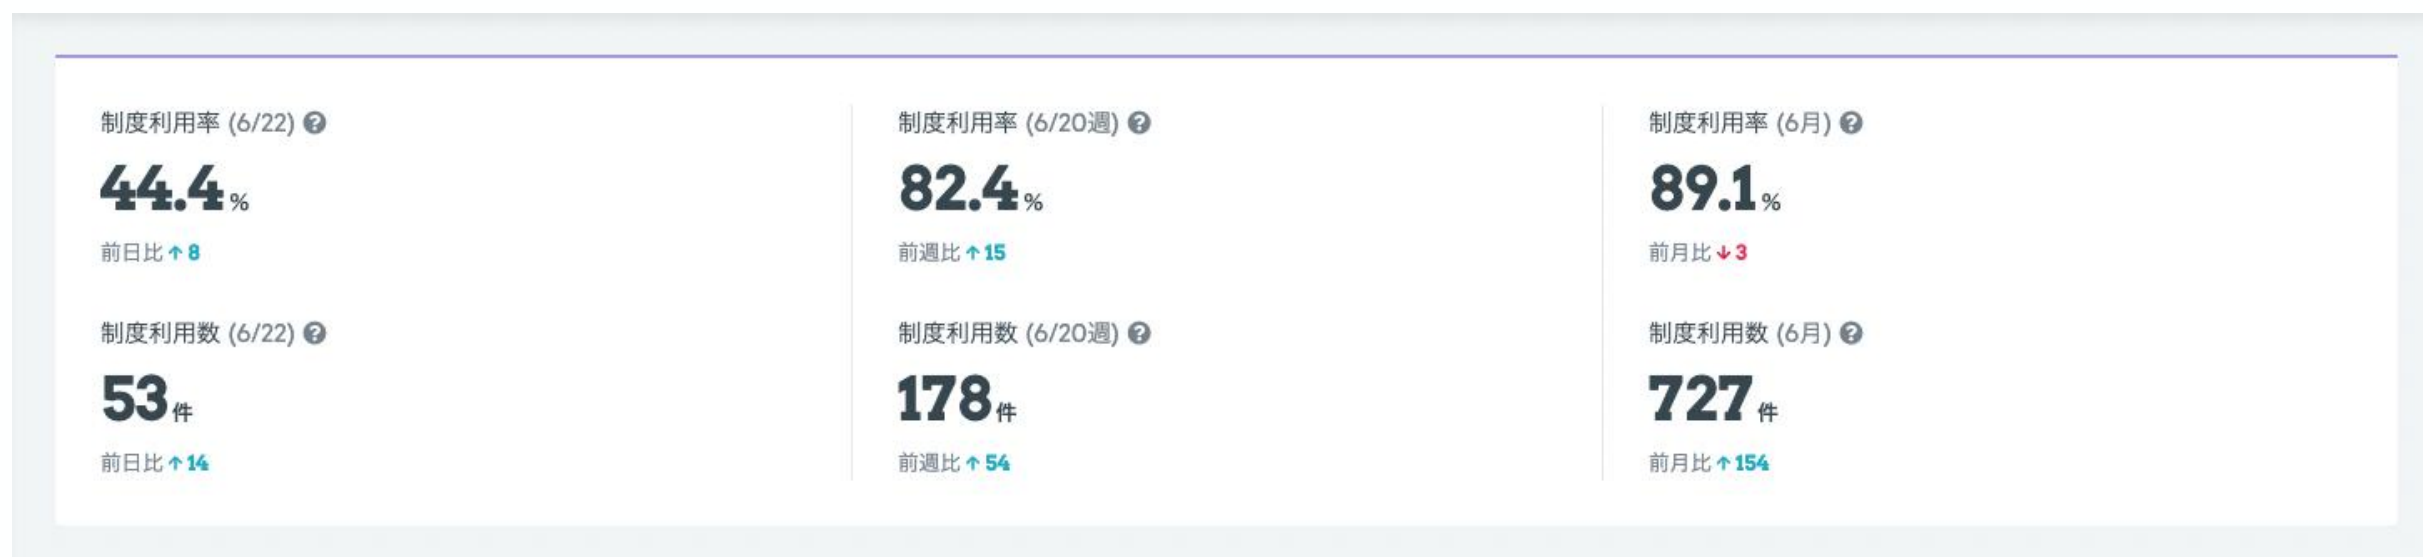 制度利用率 (6/22) ?
44.4%
前日比 ↑ 8
制度利用数 (6/22) ?
53件
前日比 ↑ 14
制度利用率 (6/20週) ?
82.4%
前週比 ↑ 15
制度利用数 (6/20週) ?
178件
前週比 ↑ 54
制度利用率 (6月) ?
89.1%
前月比 ↓ 3
制度利用数 (6月) ?
727件
前月比 ↑ 154